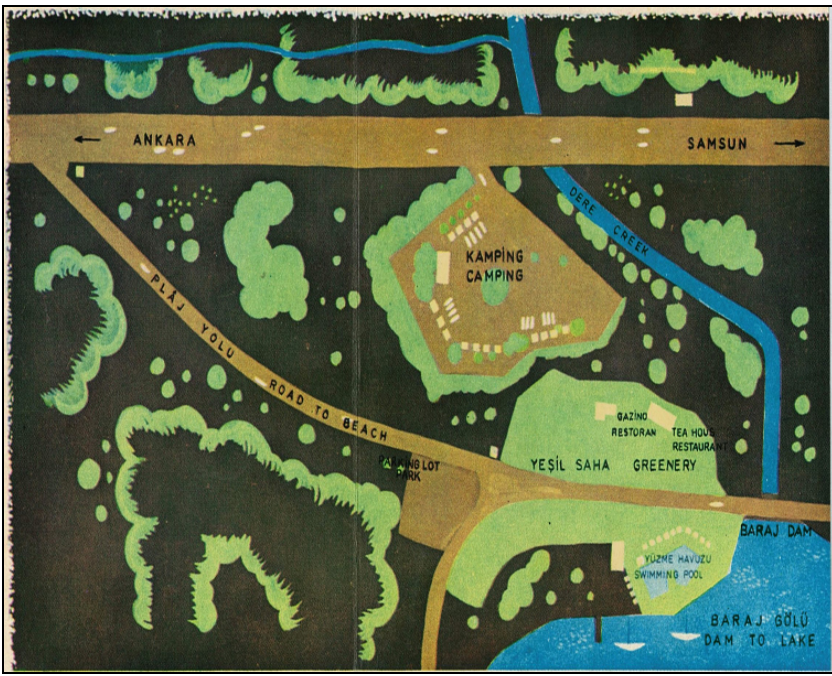 ANKARA
SAMSUN
DERE CREEK
KAMPİNG
CAMPING
PLÂJ YOLU
ROAD TO BEACH
GAZİNO
RESTORAN
TEA HOUS
RESTAURANT
PARKING LOT
PARK
YEŞİL SAHA GREENERY
BARAJ DAM
YÜZME HAVUZU
SWIMMING POOL
BARAJ GÖLÜ
DAM TO LAKE